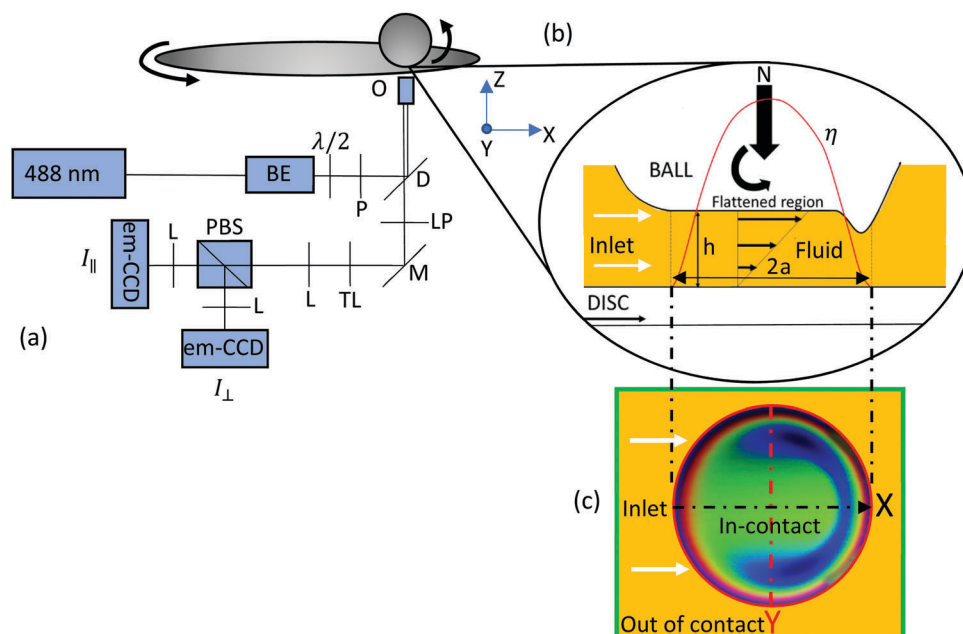 (a)
(b)
O
Z
Y
X
488 nm
BE
λ/2
P
D
LP
M
TL
L
PBS
L
em-CCD
I∥
L
em-CCD
I⊥
N
η
BALL
Flattened region
Inlet
h
Fluid
2a
DISC
(c)
Inlet
In-contact
X
Out of contact
Y